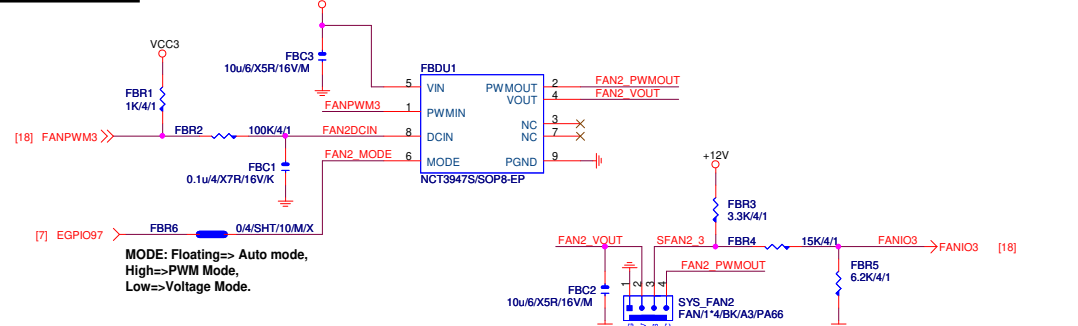 VCC3
FBC3
10u/6/X5R/16V/M
FBDU1
FBR1
1K/4/1
5
VIN
PWMOUT
2
FAN2_PWMOUT
VOUT
4
FAN2_VOUT
FANPWM3
1
PWMIN
NC
3
[18]
FANPWM3
FBR2
100K/4/1
FAN2DCIN
8
DCIN
NC
7
FAN2_MODE
6
MODE
PGND
9
FBC1
0.1u/4/X7R/16V/K
NCT3947S/SOP8-EP
+12V
FBR3
3.3K/4/1
[7]
EGPIO97
FBR6
0/4/SHT/10/M/X
MODE: Floating=> Auto mode,
High=>PWM Mode,
Low=>Voltage Mode.
FAN2_VOUT
SFAN2_3
FBR4
15K/4/1
FANIO3
FANIO3
[18]
FAN2_PWMOUT
FBR5
6.2K/4/1
1
2
3
4
FBC2
10u/6/X5R/16V/M
SYS_FAN2
FAN/1*4/BK/A3/PA66